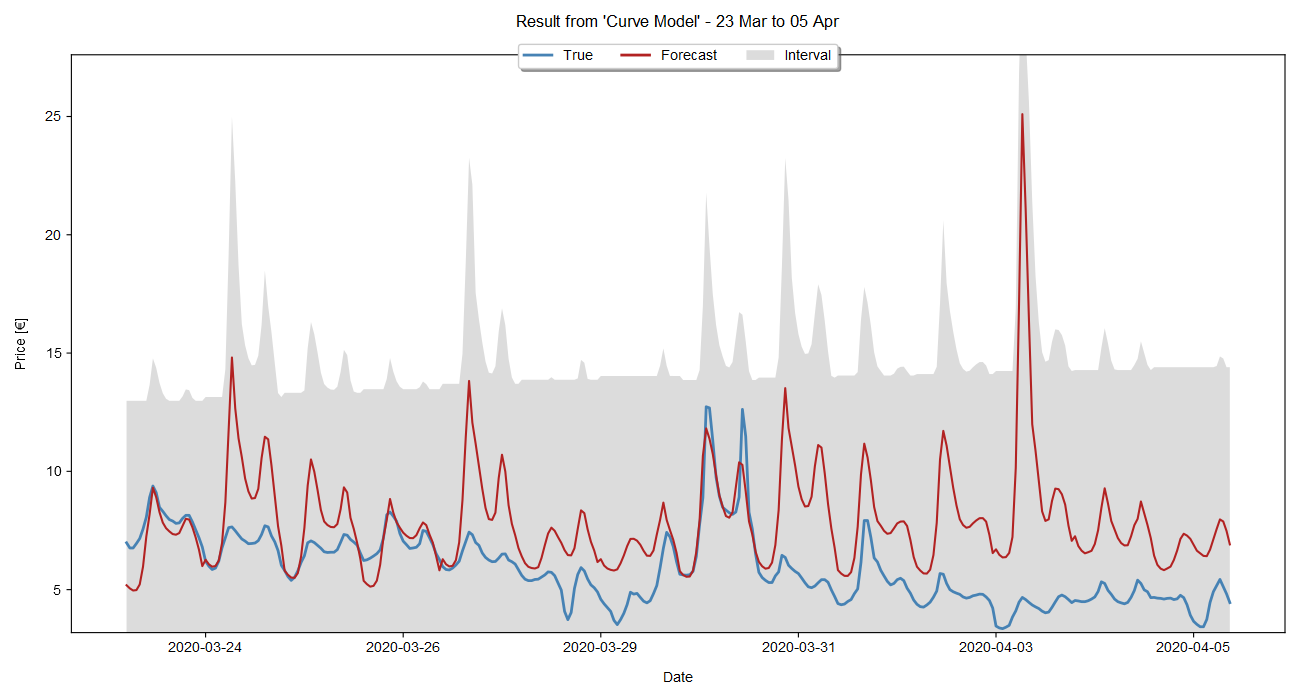 Result from 'Curve Model' - 23 Mar to 05 Apr
True Forecast Interval
25
20
15
10
5
Price [€]
2020-03-24 2020-03-26 2020-03-29 2020-03-31 2020-04-03 2020-04-05
Date